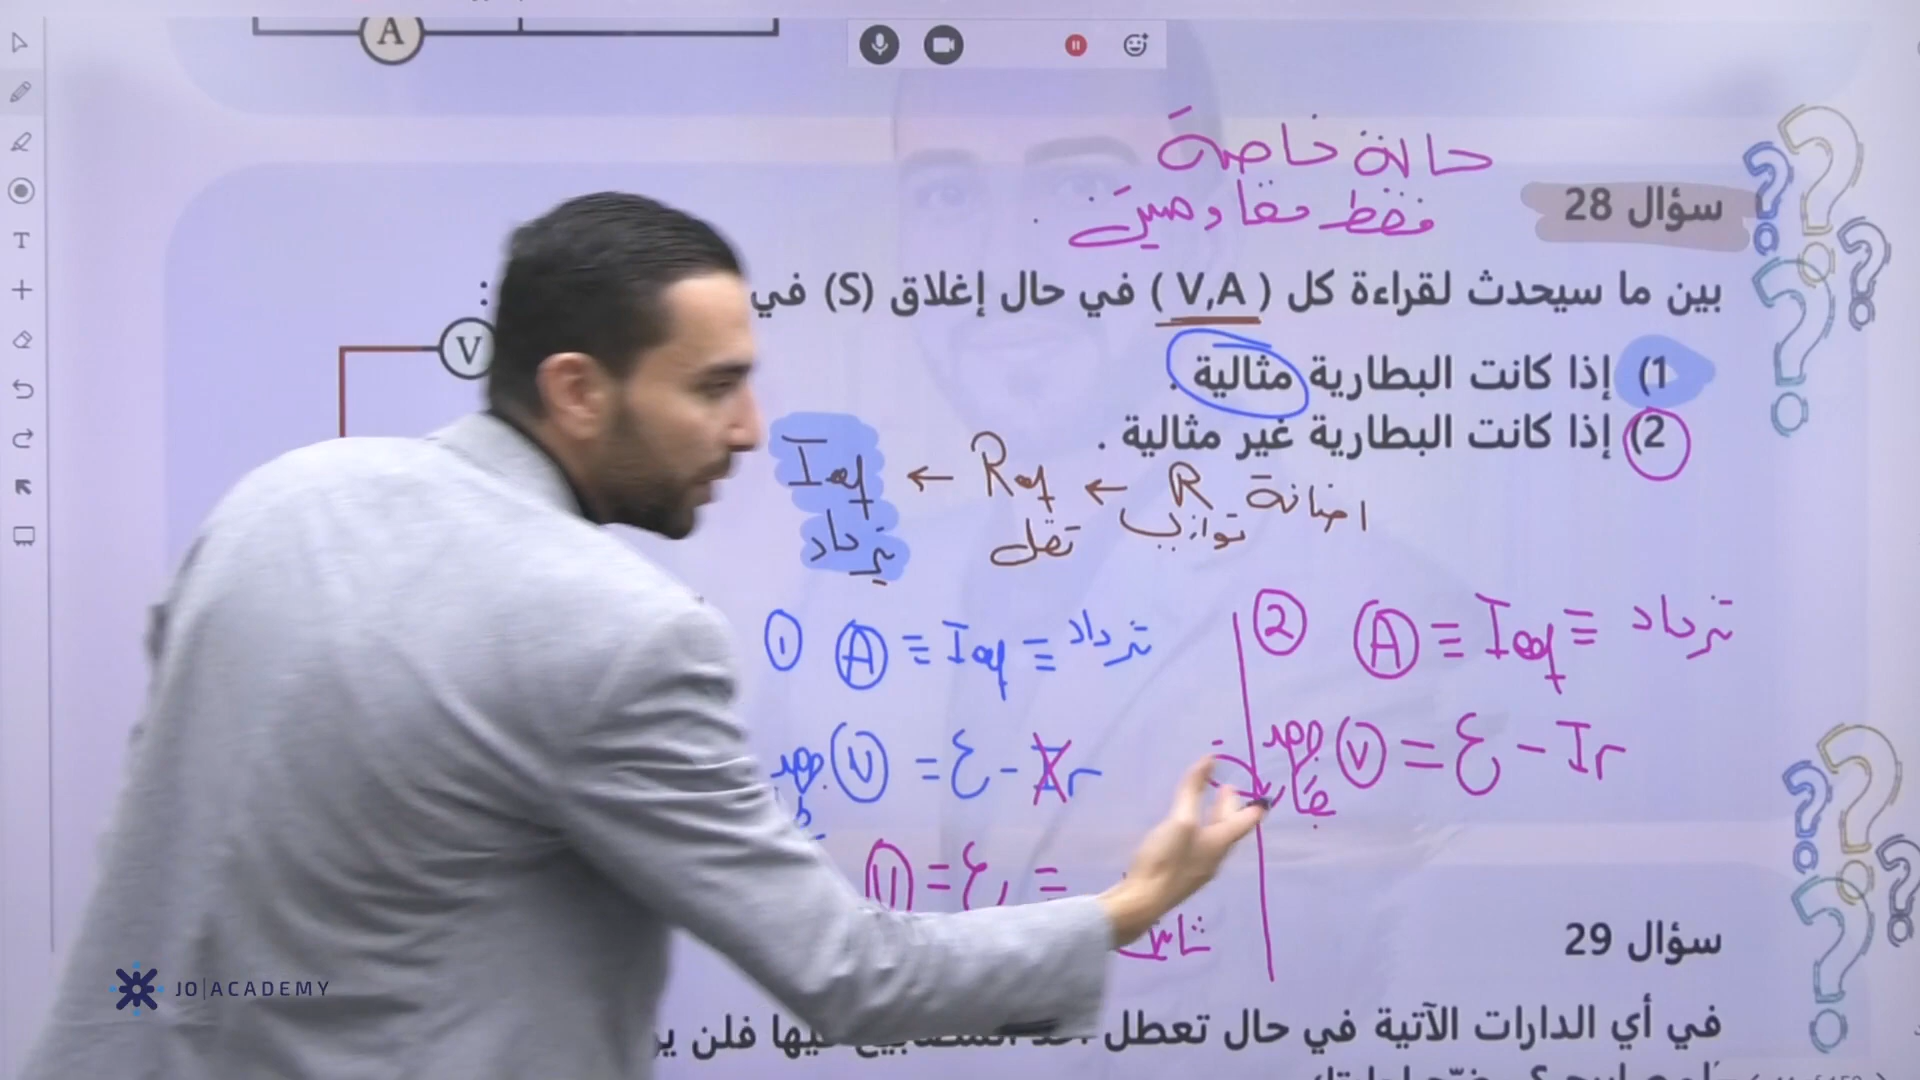 A
حالة خاصة
فقط مقاومين
سؤال 28
بين ما سيحدث لقراءة كل ( V,A ) في حال إغلاق (S) في
:
V
1) إذا كانت البطارية مثالية .
2) إذا كانت البطارية غير مثالية .
اضافة R ← Req ← Ieq
توازي تقل تزداد
① A ≡ Ieq ≡ تزداد
② A ≡ Ieq ≡ تزداد
V = ε - Ir
V = ε - Ir
V = ε =
ثابت
سؤال 29
في أي الدارات الآتية في حال تعطل
JO|ACADEMY